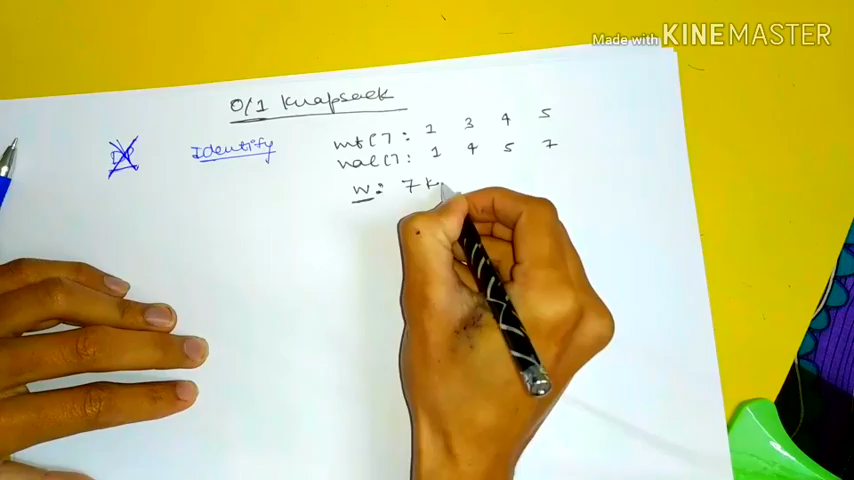 Made with KINEMASTER
0/1 Knapsack
DP
Identify
wt[]: 1 3 4 5
val[]: 1 4 5 7
W: 7 K